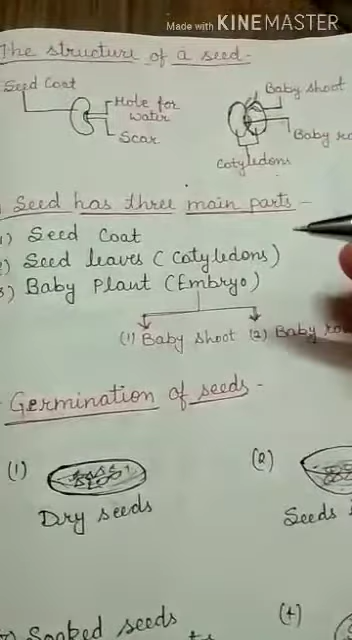 Made with KINEMASTER
The structure of a seed -
Seed Coat
Hole for
water
Scar
Baby shoot
Baby
Cotyledons
Seed has three main parts -
1) Seed Coat
2) Seed leaves (Cotyledons)
3) Baby Plant (Embryo)
(1) Baby shoot (2) Baby
Germination of seeds -
(1)
(2)
Dry seeds
Seeds
Soaked seeds
(4)